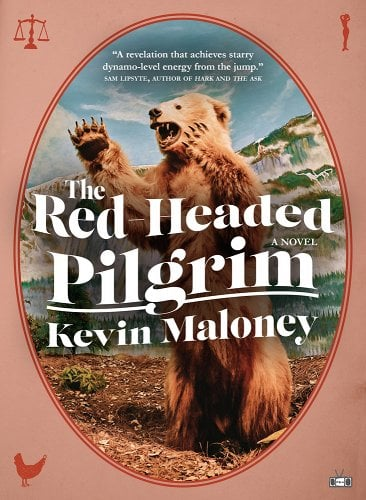 “A revelation that achieves starry
dynamo-level energy from the jump.”
SAM LIPSYTE, AUTHOR OF HARK AND THE ASK
The
Red-Headed
A NOVEL
Pilgrim
Kevin Maloney